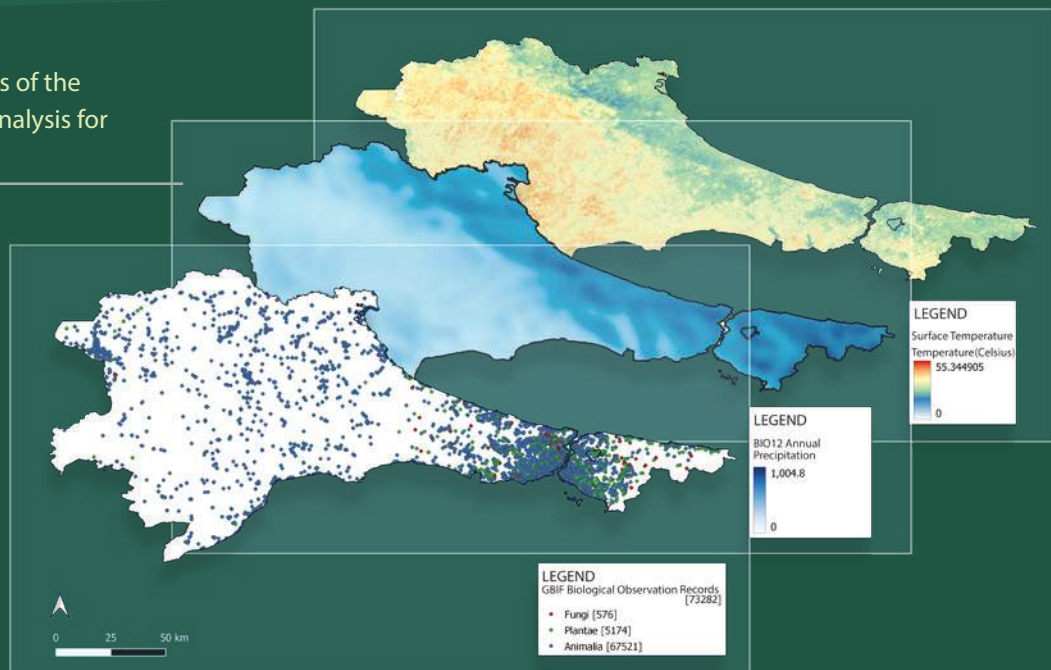 s of the
nalysis for
LEGEND
Surface Temperature
Temperature(Celsius)
55.344905
0
LEGEND
BIO12 Annual
Precipitation
1,004.8
0
LEGEND
GBIF Biological Observation Records
[73282]
Fungi [576]
Plantae [5174]
Animalia [67521]
0 25 50 km